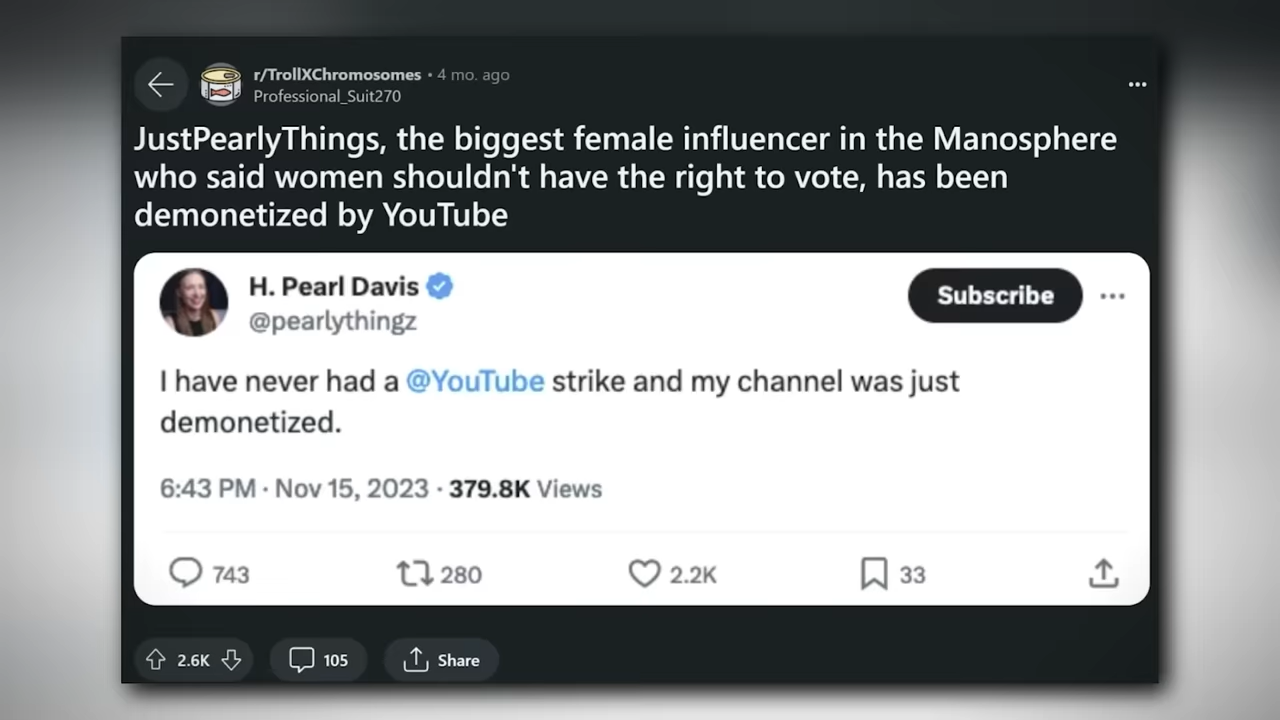 r/TrollXChromosomes • 4 mo. ago
Professional_Suit270
JustPearlyThings, the biggest female influencer in the Manosphere
who said women shouldn't have the right to vote, has been
demonetized by YouTube
H. Pearl Davis
Subscribe
@pearlythingz
I have never had a @YouTube strike and my channel was just
demonetized.
6:43 PM · Nov 15, 2023 · 379.8K Views
743 280 2.2K 33
2.6K 105 Share